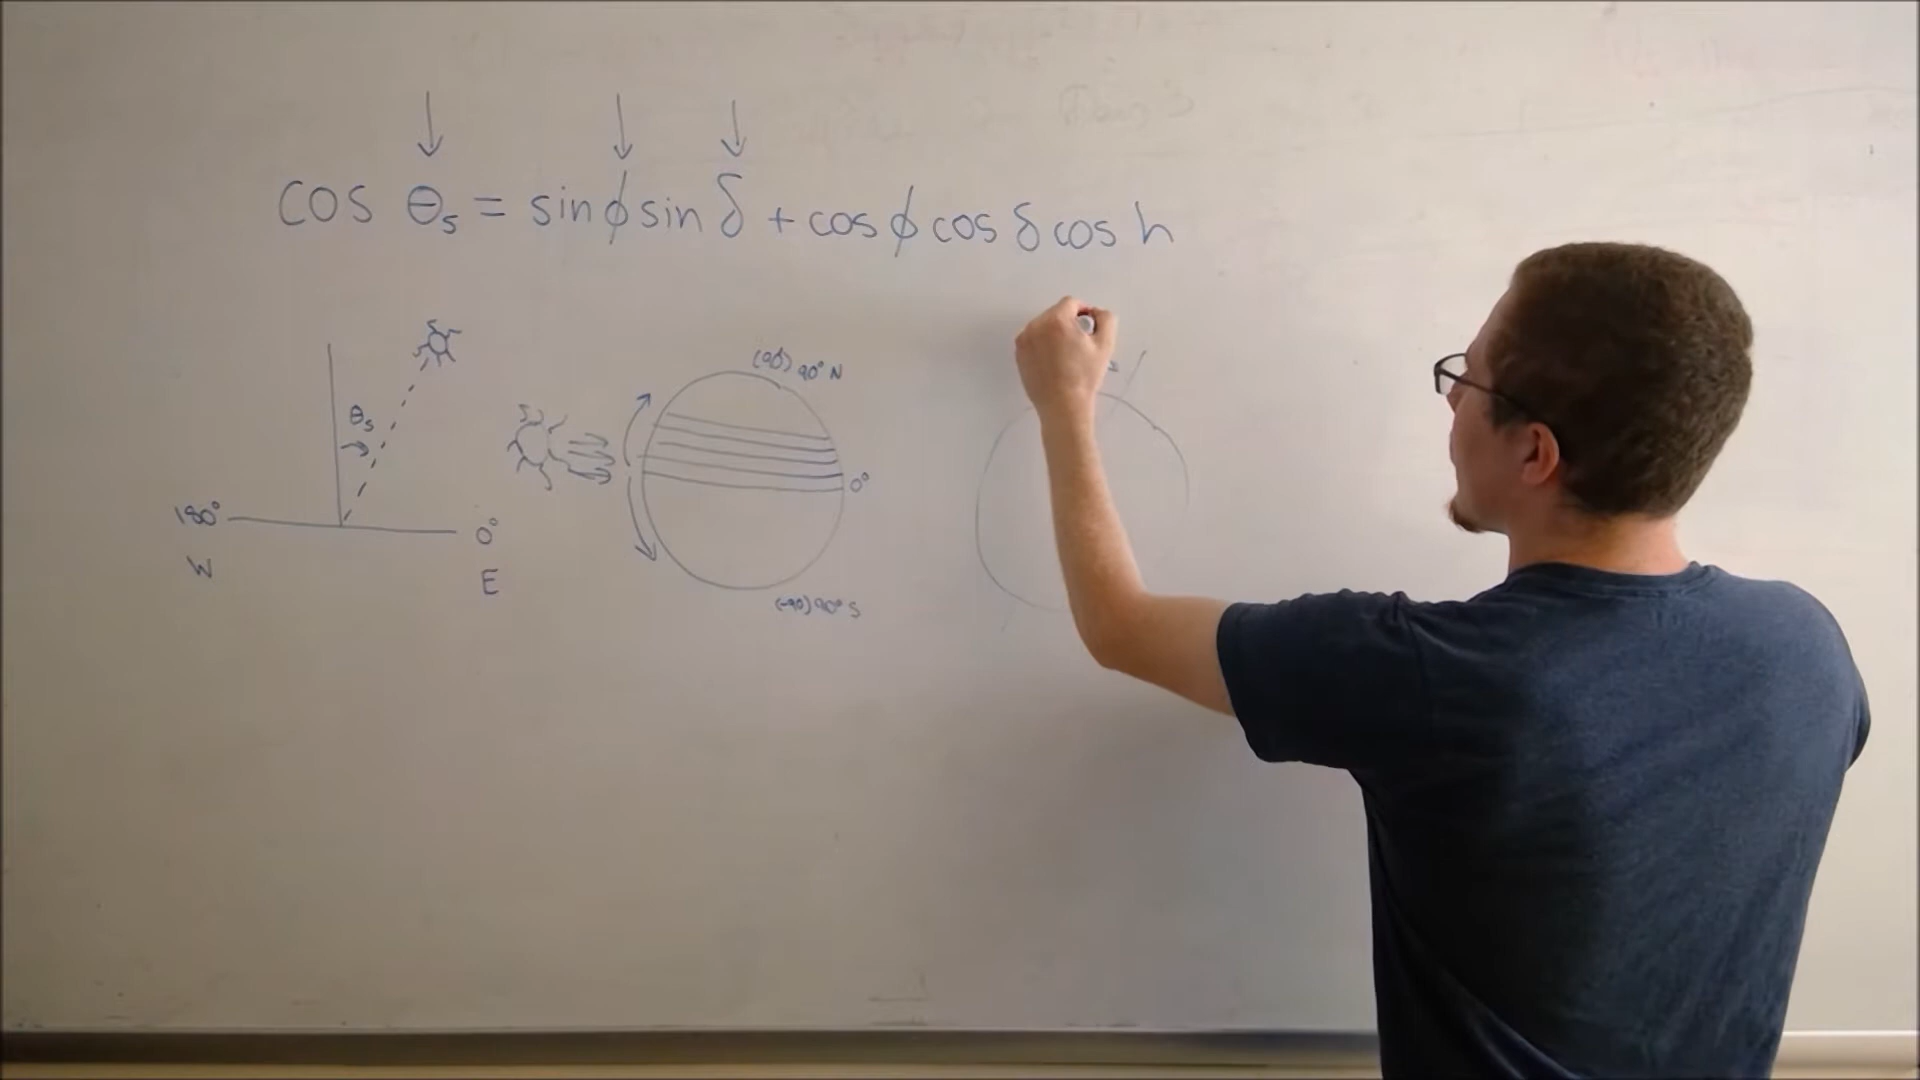 cos θs = sin ϕ sin δ + cos ϕ cos δ cos h
θs
180° 0°
W E
(90) 90° N
0°
(-90) 90° S